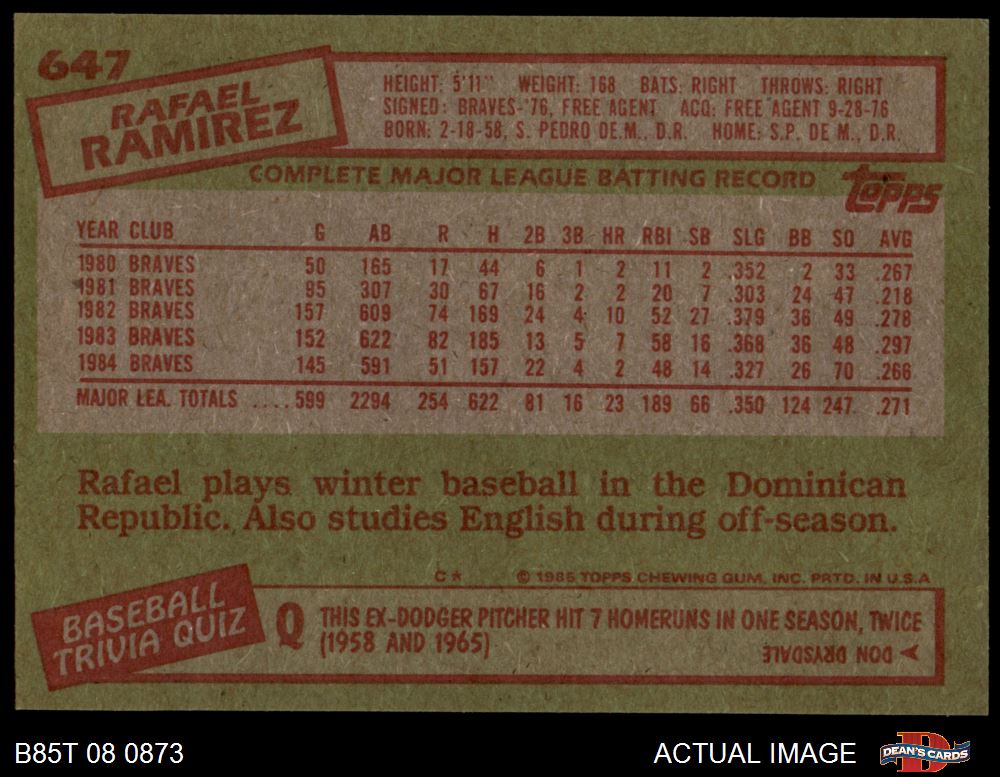 647
RAFAEL
RAMIREZ
HEIGHT: 5'11" WEIGHT: 168 BATS: RIGHT THROWS: RIGHT
SIGNED: BRAVES-'76, FREE AGENT ACQ: FREE AGENT 9-28-76
BORN: 2-18-58, S. PEDRO DE M., D.R. HOME: S.P. DE M., D.R.
COMPLETE MAJOR LEAGUE BATTING RECORD
TOPPS
YEAR CLUB G AB R H 2B 3B HR RBI SB SLG BB SO AVG
1980 BRAVES 50 165 17 44 6 1 2 11 2 .352 2 33 .267
1981 BRAVES 95 307 30 67 16 2 2 20 7 .303 24 47 .218
1982 BRAVES 157 609 74 169 24 4 10 52 27 .379 36 49 .278
1983 BRAVES 152 622 82 185 13 5 7 58 16 .368 36 48 .297
1984 BRAVES 145 591 51 157 22 4 2 48 14 .327 26 70 .266
MAJOR LEA. TOTALS ....599 2294 254 622 81 16 23 189 66 .350 124 247 .271
Rafael plays winter baseball in the Dominican
Republic. Also studies English during off-season.
C* © 1985 TOPPS CHEWING GUM, INC. PRTD. IN U.S.A
BASEBALL
TRIVIA QUIZ
Q THIS EX-DODGER PITCHER HIT 7 HOMERUNS IN ONE SEASON, TWICE
(1958 AND 1965)
A DON DRYSDALE
B85T 08 0873
ACTUAL IMAGE
D
DEAN'S CARDS